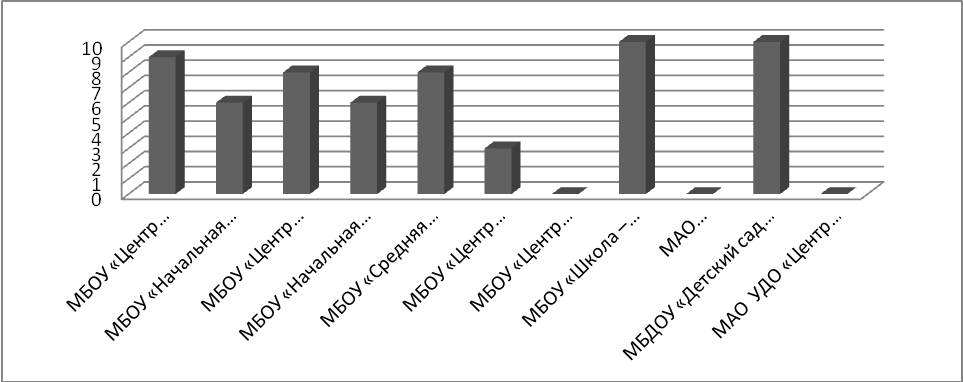 10
9
8
7
6
5
4
3
2
1
0
МБОУ «Центр...
МБОУ «Начальная...
МБОУ «Центр...
МБОУ «Начальная...
МБОУ «Средняя...
МБОУ «Центр...
МБОУ «Центр...
МБОУ «Школа –...
МАО...
МБДОУ «Детский сад...
МАО УДО «Центр...